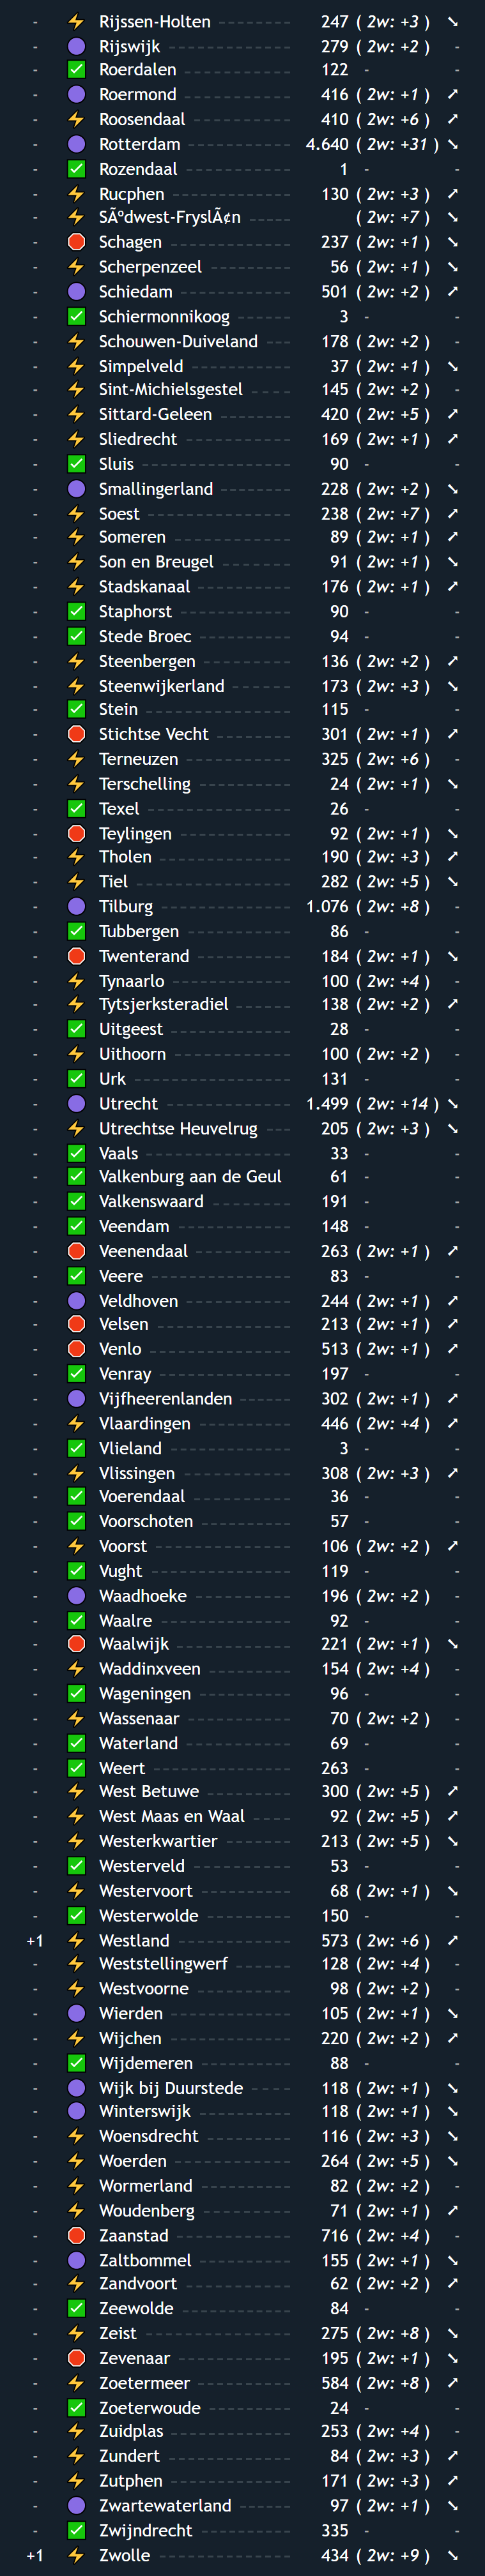 - ⚡ Rijssen-Holten 247 ( 2w: +3 ) ➘
- 🟣 Rijswijk 279 ( 2w: +2 ) -
- ✅ Roerdalen 122 - -
- 🟣 Roermond 416 ( 2w: +1 ) ➚
- ⚡ Roosendaal 410 ( 2w: +6 ) ➚
- 🟣 Rotterdam 4.640 ( 2w: +31 ) ➘
- ✅ Rozendaal 1 - -
- ⚡ Rucphen 130 ( 2w: +3 ) ➚
- ⚡ SÃºdwest-FryslÃ¢n ( 2w: +7 ) ➘
- 🛑 Schagen 237 ( 2w: +1 ) ➘
- ⚡ Scherpenzeel 56 ( 2w: +1 ) ➘
- 🟣 Schiedam 501 ( 2w: +2 ) ➚
- ✅ Schiermonnikoog 3 - -
- ⚡ Schouwen-Duiveland 178 ( 2w: +2 ) -
- ⚡ Simpelveld 37 ( 2w: +1 ) ➘
- ⚡ Sint-Michielsgestel 145 ( 2w: +2 ) -
- ⚡ Sittard-Geleen 420 ( 2w: +5 ) ➚
- ⚡ Sliedrecht 169 ( 2w: +1 ) ➚
- ✅ Sluis 90 - -
- 🟣 Smallingerland 228 ( 2w: +2 ) ➘
- ⚡ Soest 238 ( 2w: +7 ) ➚
- ⚡ Someren 89 ( 2w: +1 ) ➚
- ⚡ Son en Breugel 91 ( 2w: +1 ) ➘
- ⚡ Stadskanaal 176 ( 2w: +1 ) ➚
- ✅ Staphorst 90 - -
- ✅ Stede Broec 94 - -
- ⚡ Steenbergen 136 ( 2w: +2 ) ➚
- ⚡ Steenwijkerland 173 ( 2w: +3 ) ➘
- ✅ Stein 115 - -
- 🛑 Stichtse Vecht 301 ( 2w: +1 ) ➚
- ⚡ Terneuzen 325 ( 2w: +6 ) -
- ⚡ Terschelling 24 ( 2w: +1 ) ➘
- ✅ Texel 26 - -
- 🛑 Teylingen 92 ( 2w: +1 ) ➘
- ⚡ Tholen 190 ( 2w: +3 ) ➚
- ⚡ Tiel 282 ( 2w: +5 ) ➘
- 🟣 Tilburg 1.076 ( 2w: +8 ) -
- ✅ Tubbergen 86 - -
- 🛑 Twenterand 184 ( 2w: +1 ) ➘
- ⚡ Tynaarlo 100 ( 2w: +4 ) -
- ⚡ Tytsjerksteradiel 138 ( 2w: +2 ) ➚
- ✅ Uitgeest 28 - -
- ⚡ Uithoorn 100 ( 2w: +2 ) -
- ✅ Urk 131 - -
- 🟣 Utrecht 1.499 ( 2w: +14 ) ➘
- ⚡ Utrechtse Heuvelrug 205 ( 2w: +3 ) ➘
- ✅ Vaals 33 - -
- ✅ Valkenburg aan de Geul 61 - -
- ✅ Valkenswaard 191 - -
- ✅ Veendam 148 - -
- 🛑 Veenendaal 263 ( 2w: +1 ) ➚
- ✅ Veere 83 - -
- 🟣 Veldhoven 244 ( 2w: +1 ) ➚
- 🛑 Velsen 213 ( 2w: +1 ) ➚
- 🛑 Venlo 513 ( 2w: +1 ) ➚
- ✅ Venray 197 - -
- 🟣 Vijfheerenlanden 302 ( 2w: +1 ) ➚
- ⚡ Vlaardingen 446 ( 2w: +4 ) ➚
- ✅ Vlieland 3 - -
- ⚡ Vlissingen 308 ( 2w: +3 ) ➚
- ✅ Voerendaal 36 - -
- ✅ Voorschoten 57 - -
- ⚡ Voorst 106 ( 2w: +2 ) ➚
- ✅ Vught 119 - -
- 🟣 Waadhoeke 196 ( 2w: +2 ) -
- ✅ Waalre 92 - -
- 🛑 Waalwijk 221 ( 2w: +1 ) ➘
- ⚡ Waddinxveen 154 ( 2w: +4 ) -
- ✅ Wageningen 96 - -
- ⚡ Wassenaar 70 ( 2w: +2 ) -
- ✅ Waterland 69 - -
- ✅ Weert 263 - -
- ⚡ West Betuwe 300 ( 2w: +5 ) ➚
- ⚡ West Maas en Waal 92 ( 2w: +5 ) ➚
- ⚡ Westerkwartier 213 ( 2w: +5 ) ➘
- ✅ Westerveld 53 - -
- ⚡ Westervoort 68 ( 2w: +1 ) ➘
- ✅ Westerwolde 150 - -
+1 ⚡ Westland 573 ( 2w: +6 ) ➚
- ⚡ Weststellingwerf 128 ( 2w: +4 ) -
- ⚡ Westvoorne 98 ( 2w: +2 ) -
- 🟣 Wierden 105 ( 2w: +1 ) ➘
- ⚡ Wijchen 220 ( 2w: +2 ) ➚
- ✅ Wijdemeren 88 - -
- 🟣 Wijk bij Duurstede 118 ( 2w: +1 ) ➘
- 🟣 Winterswijk 118 ( 2w: +1 ) ➘
- ⚡ Woensdrecht 116 ( 2w: +3 ) ➘
- ⚡ Woerden 264 ( 2w: +5 ) ➘
- ⚡ Wormerland 82 ( 2w: +2 ) -
- ⚡ Woudenberg 71 ( 2w: +1 ) ➚
- 🛑 Zaanstad 716 ( 2w: +4 ) -
- 🟣 Zaltbommel 155 ( 2w: +1 ) ➘
- ⚡ Zandvoort 62 ( 2w: +2 ) ➚
- ✅ Zeewolde 84 - -
- ⚡ Zeist 275 ( 2w: +8 ) ➘
- 🛑 Zevenaar 195 ( 2w: +1 ) ➘
- ⚡ Zoetermeer 584 ( 2w: +8 ) ➚
- ✅ Zoeterwoude 24 - -
- ⚡ Zuidplas 253 ( 2w: +4 ) -
- ⚡ Zundert 84 ( 2w: +3 ) ➚
- ⚡ Zutphen 171 ( 2w: +3 ) ➚
- 🟣 Zwartewaterland 97 ( 2w: +1 ) ➘
- ✅ Zwijndrecht 335 - -
+1 ⚡ Zwolle 434 ( 2w: +9 ) ➘